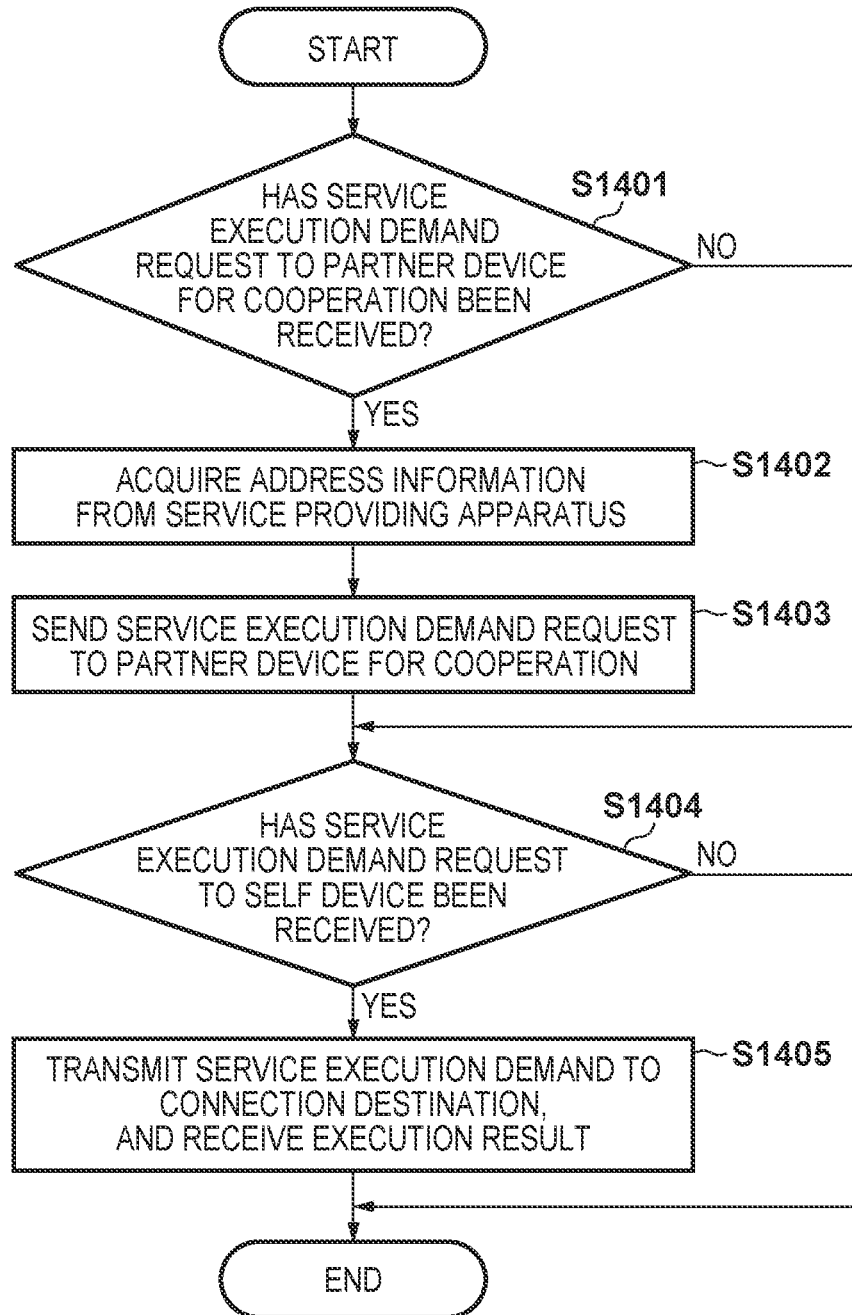 START
S1401
HAS SERVICE
EXECUTION DEMAND
REQUEST TO PARTNER DEVICE
FOR COOPERATION BEEN
RECEIVED?
NO
YES
ACQUIRE ADDRESS INFORMATION
FROM SERVICE PROVIDING APPARATUS
S1402
SEND SERVICE EXECUTION DEMAND REQUEST
TO PARTNER DEVICE FOR COOPERATION
S1403
S1404
HAS SERVICE
EXECUTION DEMAND REQUEST
TO SELF DEVICE BEEN
RECEIVED?
NO
YES
TRANSMIT SERVICE EXECUTION DEMAND TO
CONNECTION DESTINATION,
AND RECEIVE EXECUTION RESULT
S1405
END